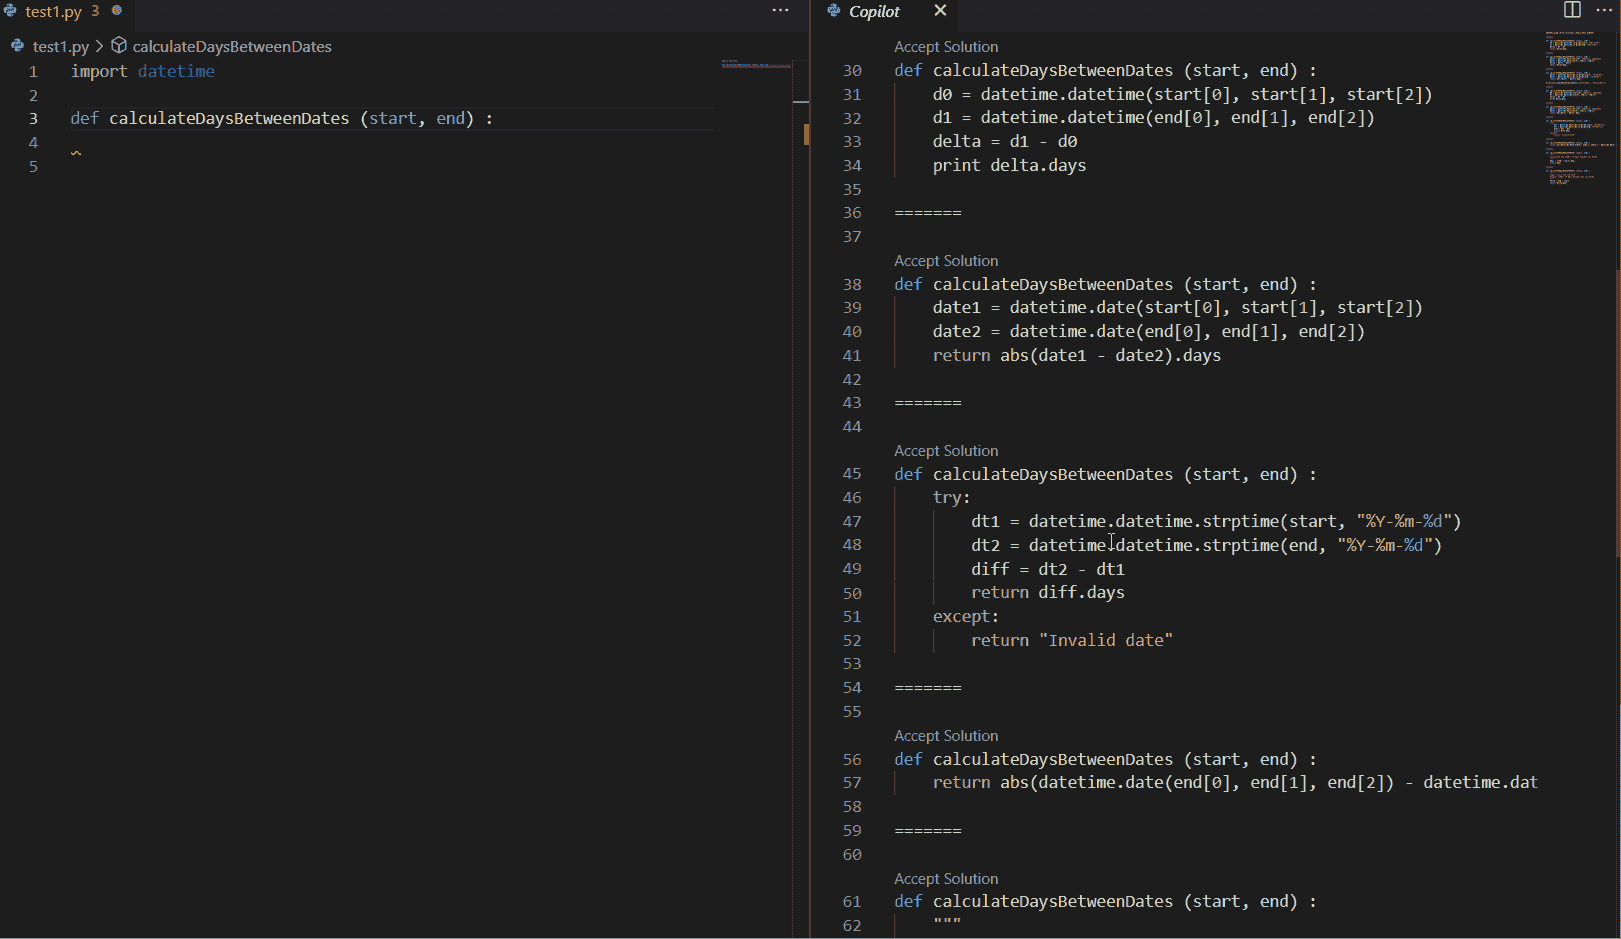 test1.py 3
test1.py > calculateDaysBetweenDates
1 import datetime
2
3 def calculateDaysBetweenDates (start, end) :
4
5
Copilot
Accept Solution
30 def calculateDaysBetweenDates (start, end) :
31 d0 = datetime.datetime(start[0], start[1], start[2])
32 d1 = datetime.datetime(end[0], end[1], end[2])
33 delta = d1 - d0
34 print delta.days
35
36 =======
37
Accept Solution
38 def calculateDaysBetweenDates (start, end) :
39 date1 = datetime.date(start[0], start[1], start[2])
40 date2 = datetime.date(end[0], end[1], end[2])
41 return abs(date1 - date2).days
42
43 =======
44
Accept Solution
45 def calculateDaysBetweenDates (start, end) :
46 try:
47 dt1 = datetime.datetime.strptime(start, "%Y-%m-%d")
48 dt2 = datetime.datetime.strptime(end, "%Y-%m-%d")
49 diff = dt2 - dt1
50 return diff.days
51 except:
52 return "Invalid date"
53
54 =======
55
Accept Solution
56 def calculateDaysBetweenDates (start, end) :
57 return abs(datetime.date(end[0], end[1], end[2]) - datetime.dat
58
59 =======
60
Accept Solution
61 def calculateDaysBetweenDates (start, end) :
62 """